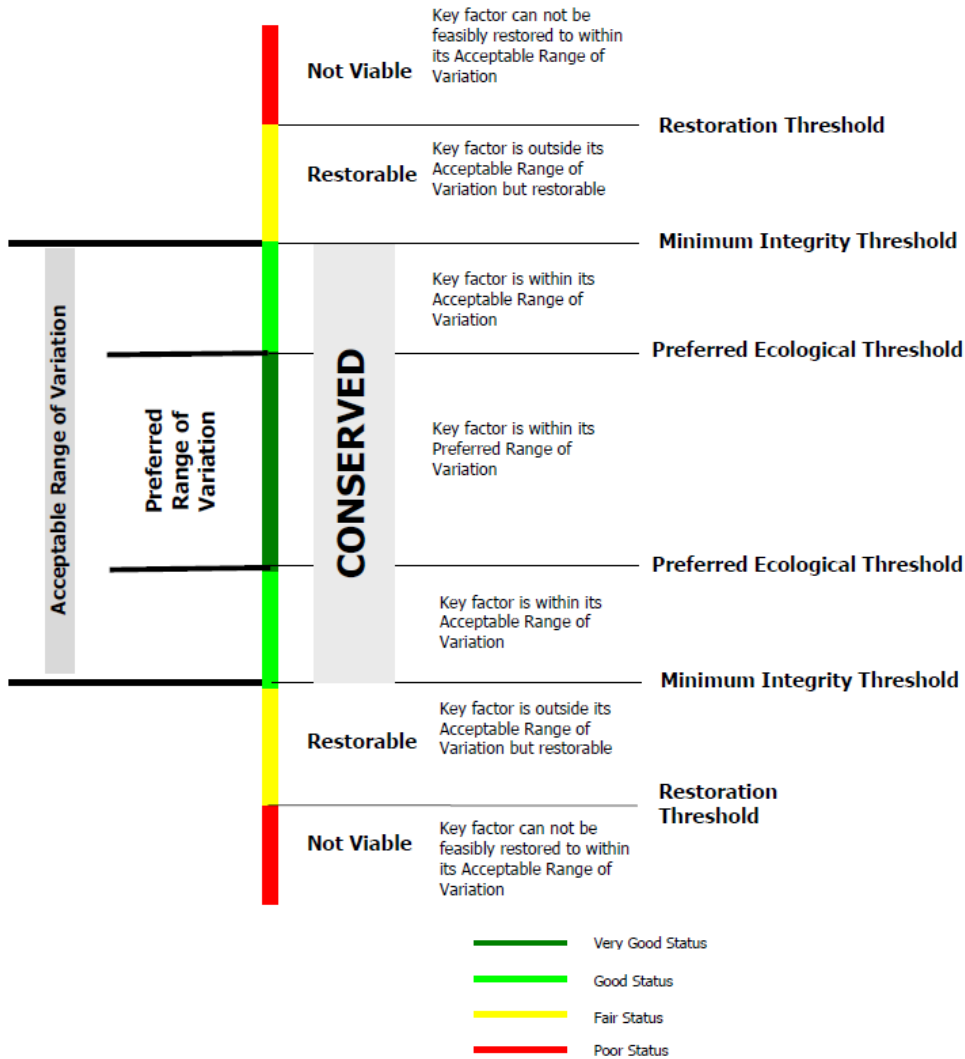 Key factor can not be
feasibly restored to within
its Acceptable Range of
Variation
Not Viable
Restoration Threshold
Key factor is outside its
Acceptable Range of
Variation but restorable
Restorable
Minimum Integrity Threshold
Key factor is within its
Acceptable Range of
Variation
Preferred Ecological Threshold
Acceptable Range of Variation
Preferred
Range of
Variation
CONSERVED
Key factor is within its
Preferred Range of
Variation
Preferred Ecological Threshold
Key factor is within its
Acceptable Range of
Variation
Minimum Integrity Threshold
Key factor is outside its
Acceptable Range of
Variation but restorable
Restorable
Restoration
Threshold
Key factor can not be
feasibly restored to within
its Acceptable Range of
Variation
Not Viable
Very Good Status
Good Status
Fair Status
Poor Status